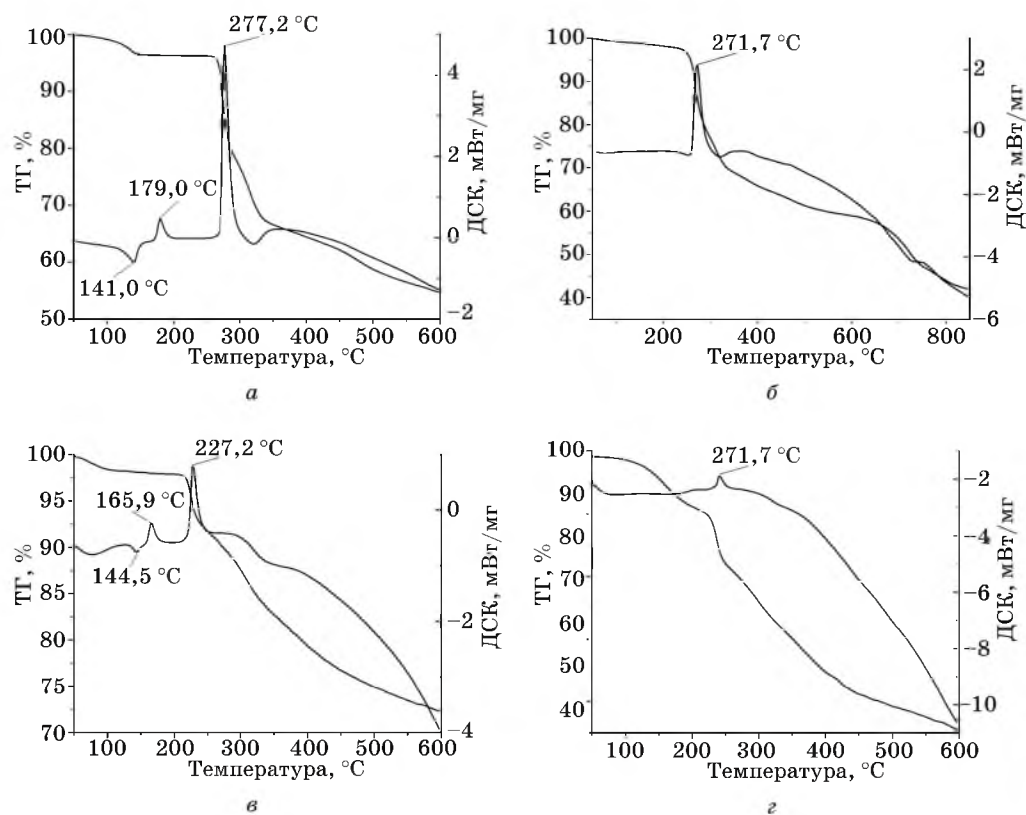 277,2 °C
179,0 °C
141,0 °C
100
90
80
70
60
50
ТГ, %
4
2
0
−2
ДСК, мВт/мг
100 200 300 400 500 600
Температура, °C
а
271,7 °C
100
90
80
70
60
50
40
ТГ, %
2
0
−2
−4
−6
ДСК, мВт/мг
200 400 600 800
Температура, °C
б
227,2 °C
165,9 °C
144,5 °C
100
95
90
85
80
75
70
ТГ, %
0
−2
−4
ДСК, мВт/мг
100 200 300 400 500 600
Температура, °C
в
271,7 °C
100
90
80
70
60
50
40
ТГ, %
−2
−4
−6
−8
−10
ДСК, мВт/мг
100 200 300 400 500 600
Температура, °C
г